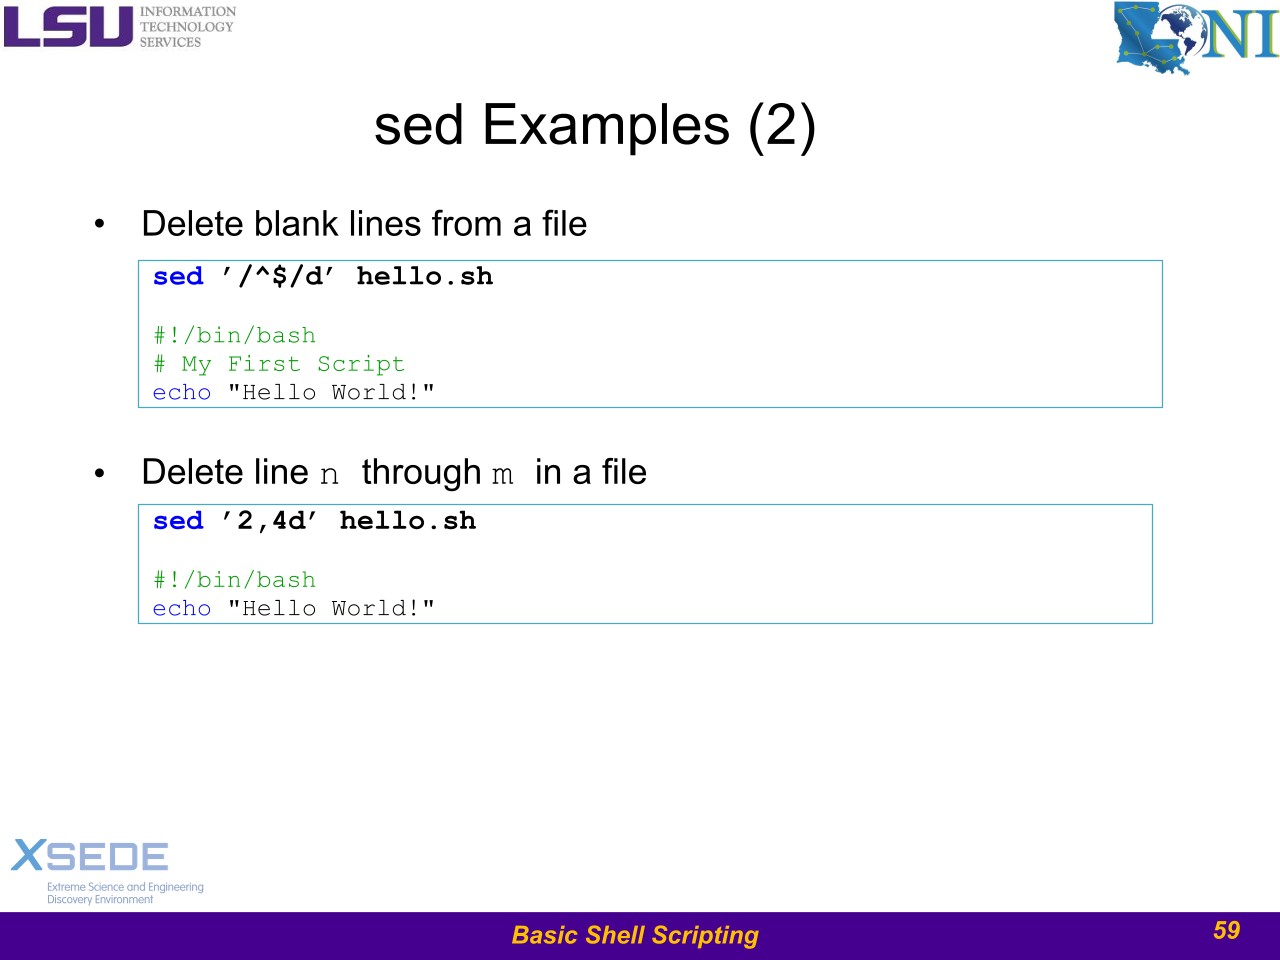 LSU INFORMATION
TECHNOLOGY
SERVICES
LONI
sed Examples (2)
• Delete blank lines from a file
sed ’/^$/d’ hello.sh
#!/bin/bash
# My First Script
echo "Hello World!"
• Delete line n through m in a file
sed ’2,4d’ hello.sh
#!/bin/bash
echo "Hello World!"
XSEDE
Extreme Science and Engineering
Discovery Environment
Basic Shell Scripting
59